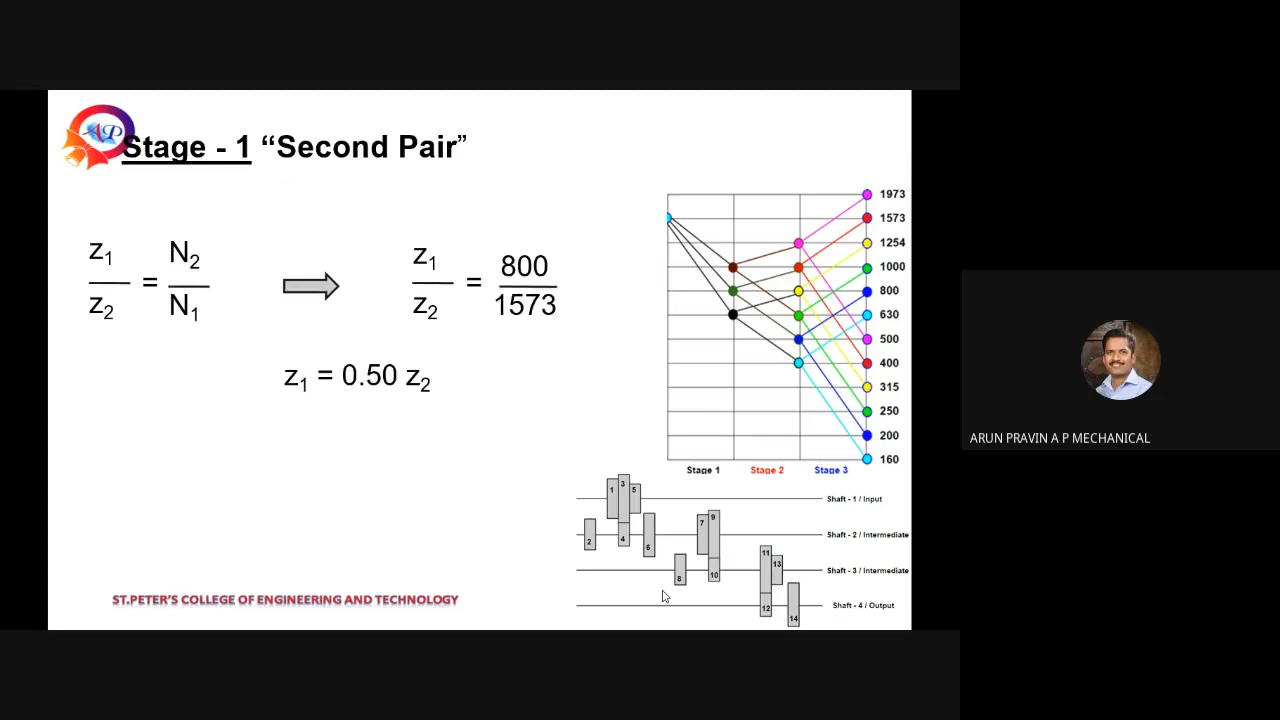 AP
Stage - 1 “Second Pair”
z1 / z2 = N2 / N1
z1 / z2 = 800 / 1573
z1 = 0.50 z2
1973
1573
1254
1000
800
630
500
400
315
250
200
160
Stage 1 Stage 2 Stage 3
1 3 5
Shaft - 1 / Input
2 4 6 7 9
Shaft - 2 / Intermediate
8 10 11 13
Shaft - 3 / Intermediate
12 14
Shaft - 4 / Output
ST.PETER’S COLLEGE OF ENGINEERING AND TECHNOLOGY
ARUN PRAVIN A P MECHANICAL